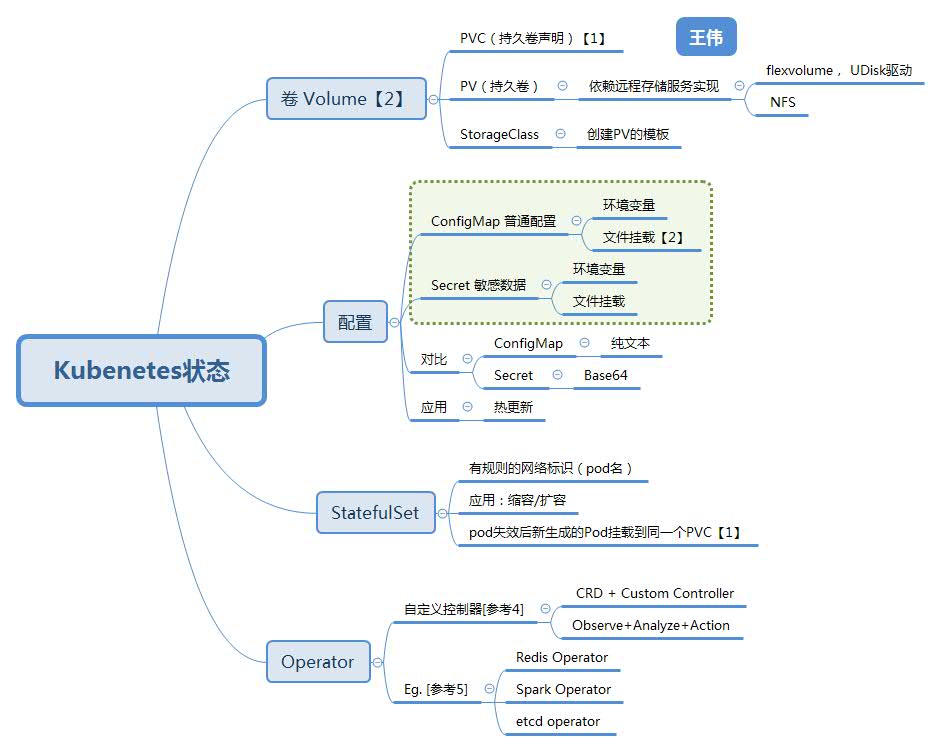 王伟
PVC（持久卷声明）【1】
卷 Volume【2】
PV（持久卷）
依赖远程存储服务实现
flexvolume ，UDisk驱动
NFS
StorageClass
创建PV的模板
ConfigMap 普通配置
环境变量
文件挂载【2】
Secret 敏感数据
环境变量
文件挂载
配置
对比
ConfigMap
纯文本
Secret
Base64
应用
热更新
Kubenetes状态
StatefulSet
有规则的网络标识（pod名）
应用：缩容/扩容
pod失效后新生成的Pod挂载到同一个PVC【1】
Operator
自定义控制器[参考4]
CRD + Custom Controller
Observe+Analyze+Action
Eg. [参考5]
Redis Operator
Spark Operator
etcd operator